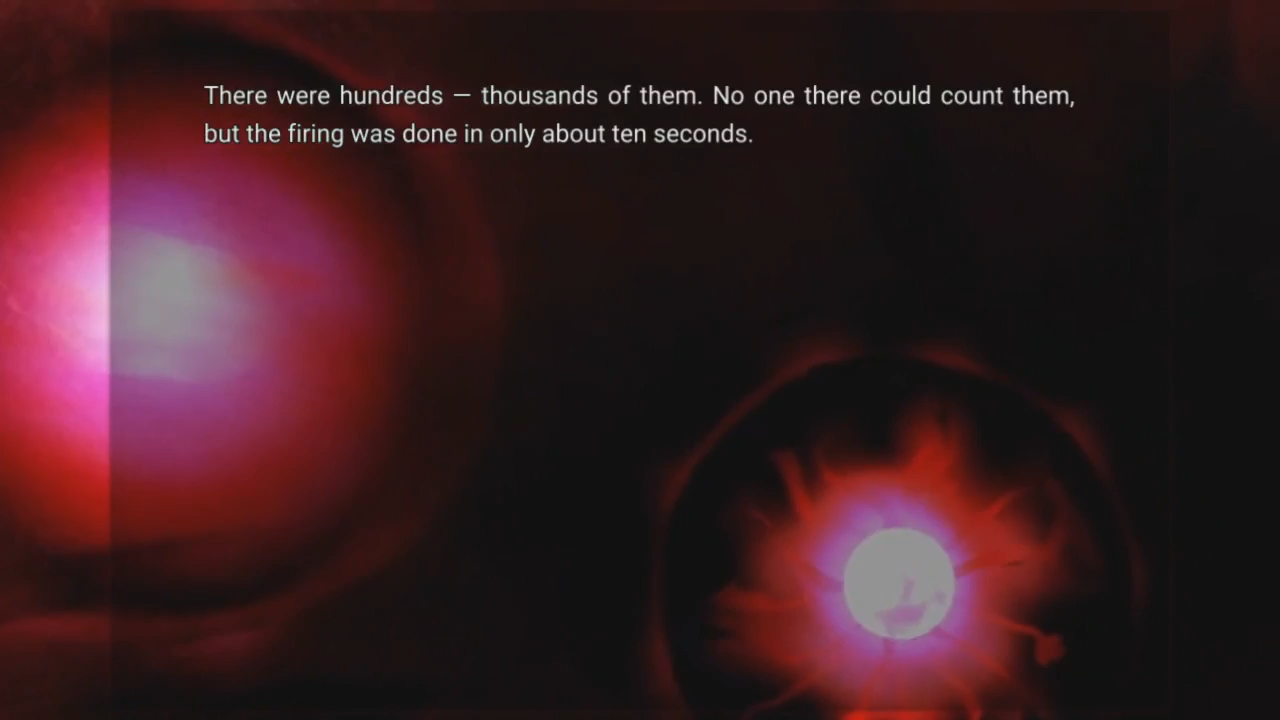 There were hundreds — thousands of them. No one there could count them,
but the firing was done in only about ten seconds.